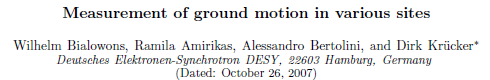 Measurement of ground motion in various sites
Wilhelm Bialowons, Ramila Amirikas, Alessandro Bertolini, and Dirk Krücker*
Deutsches Elektronen-Synchrotron DESY, 22603 Hamburg, Germany
(Dated: October 26, 2007)